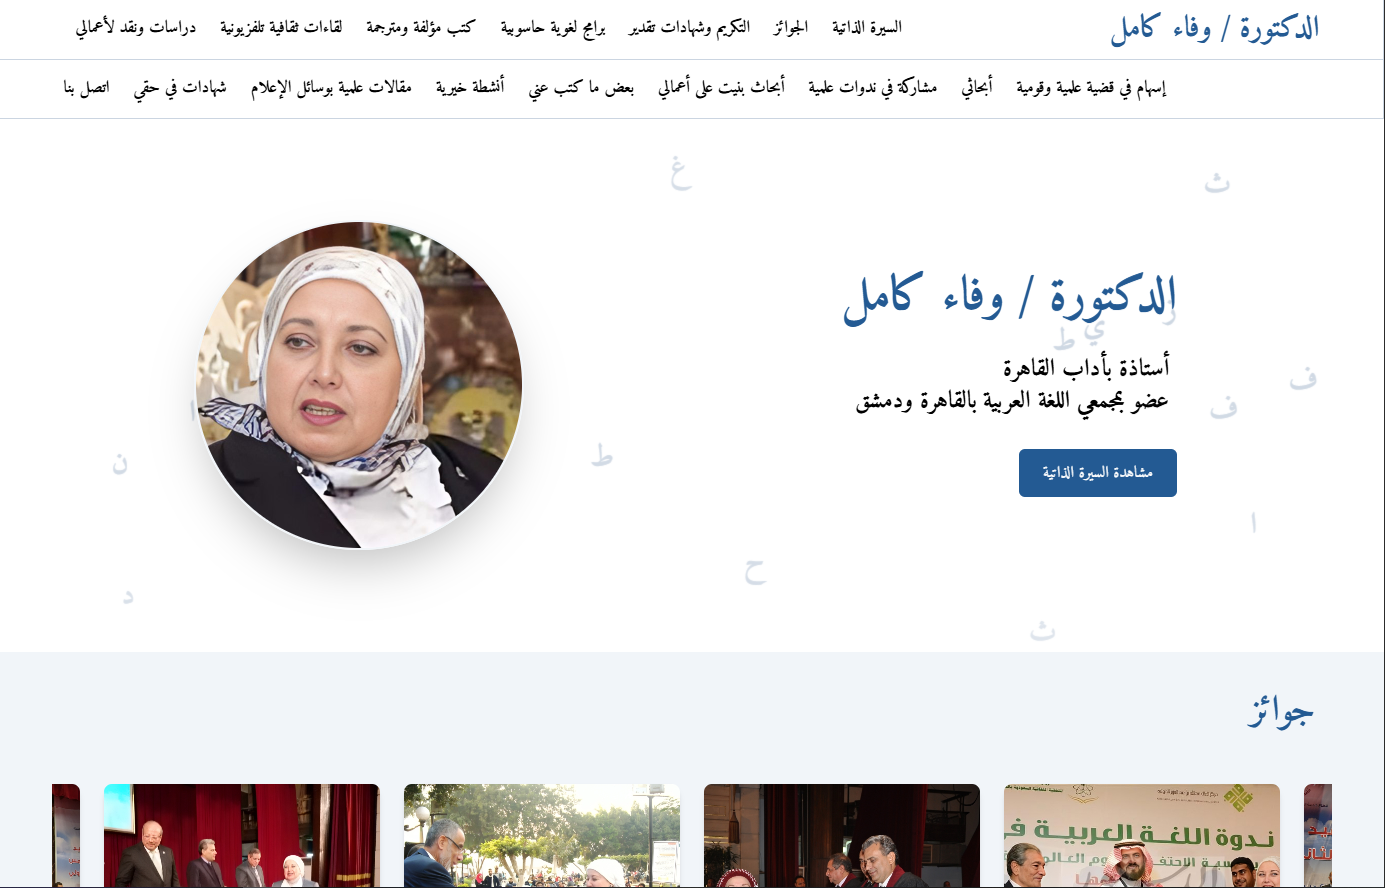 الدكتورة / وفاء كامل
السيرة الذاتية الجوائز التكريم وشهادات تقدير برامج لغوية حاسوبية كتب مؤلفة ومترجمة لقاءات ثقافية تلفزيونية دراسات ونقد لأعمالي
إسهام في قضية علمية وقومية أبحاثي مشاركة في ندوات علمية أبحاث بنيت على أعمالي بعض ما كتب عني أنشطة خيرية مقالات علمية بوسائل الإعلام شهادات في حقي اتصل بنا
غ
ث
الدكتورة / وفاء كامل
ز
ي
ط
أستاذة بأداب القاهرة
عضو بمجمعي اللغة العربية بالقاهرة ودمشق
ف
ف
ا
ن
ط
مشاهدة السيرة الذاتية
ا
ح
د
ث
جوائز
ندوة اللغـة العربيـة